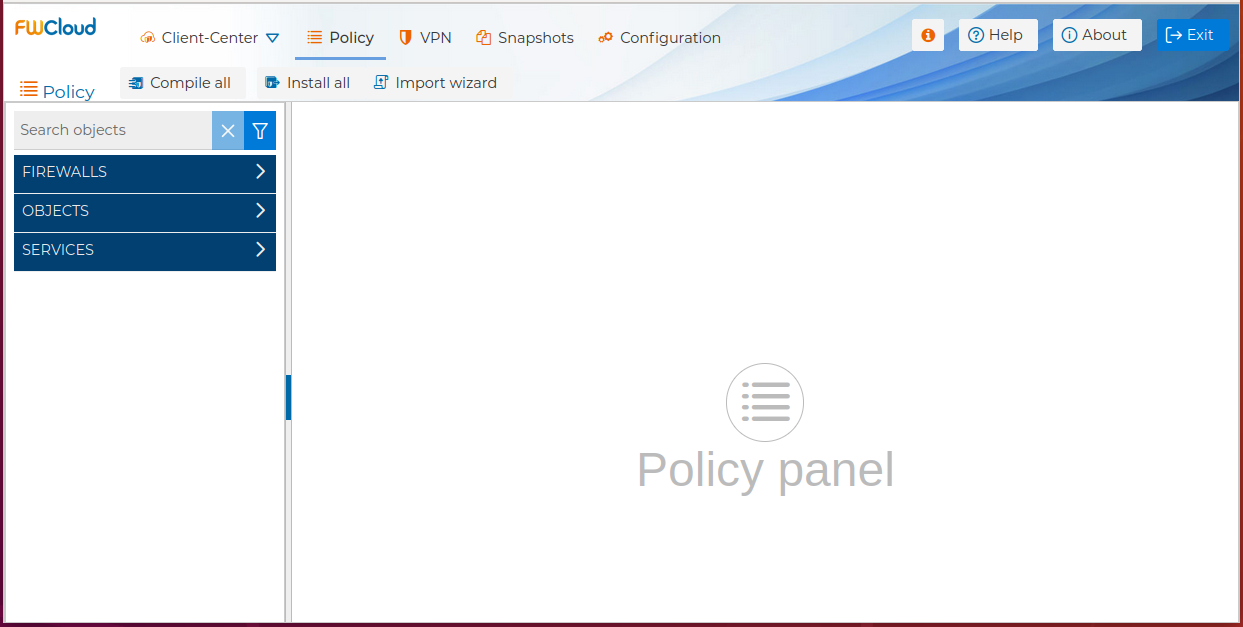 FWCloud
Client-Center Policy VPN Snapshots Configuration Help About Exit
Policy Compile all Install all Import wizard
Search objects
FIREWALLS
OBJECTS
SERVICES
Policy panel